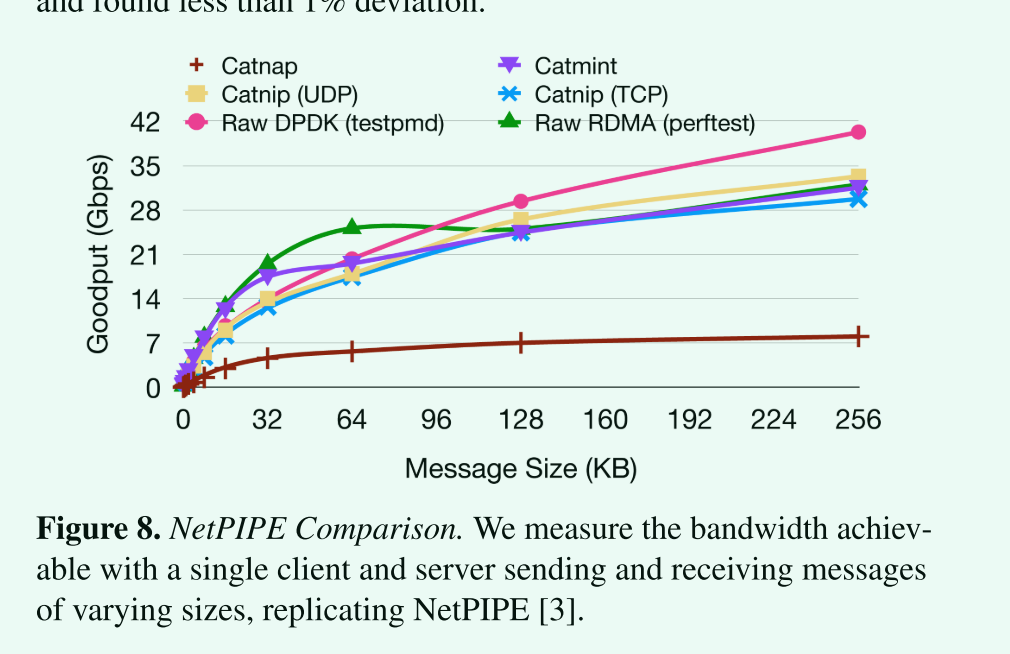 and found less than 1% deviation.
Catnap
Catmint
Catnip (UDP)
Catnip (TCP)
Raw DPDK (testpmd)
Raw RDMA (perftest)
42
35
28
21
14
7
0
Goodput (Gbps)
0 32 64 96 128 160 192 224 256
Message Size (KB)
Figure 8. NetPIPE Comparison. We measure the bandwidth achiev-
able with a single client and server sending and receiving messages
of varying sizes, replicating NetPIPE [3].